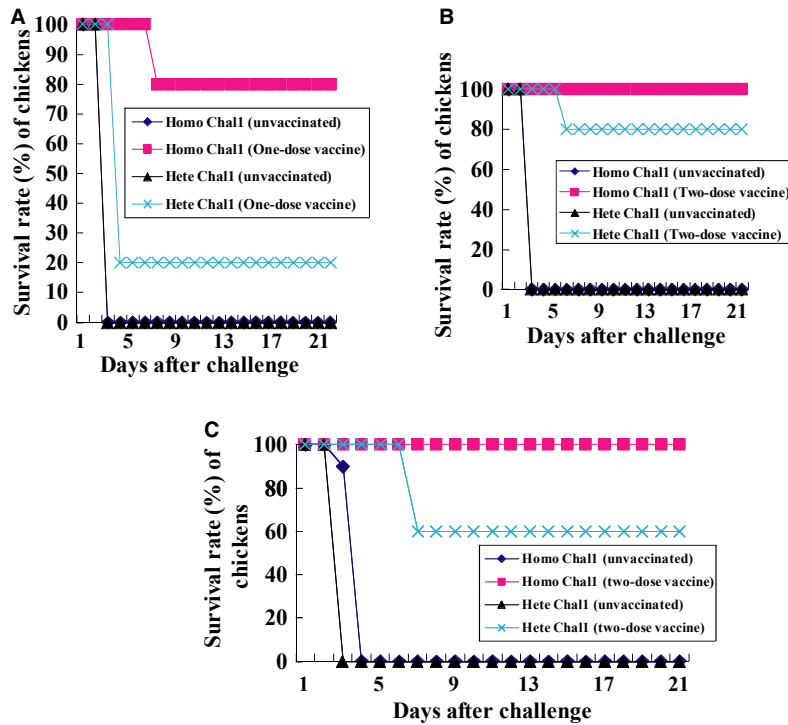 A
Survival rate (%) of chickens
100
90
80
70
60
50
40
30
20
10
0
Homo Chal1 (unvaccinated)
Homo Chal1 (One-dose vaccine)
Hete Chal1 (unvaccinated)
Hete Chal1 (One-dose vaccine)
1 5 9 13 17 21
Days after challenge
B
Survival rate (%) of chickens
100
80
60
40
20
0
Homo Chal1 (unvaccinated)
Homo Chal1 (Two-dose vaccine)
Hete Chal1 (unvaccinated)
Hete Chal1 (Two-dose vaccine)
1 5 9 13 17 21
Days after challenge
C
Survival rate (%) of
chickens
100
80
60
40
20
0
Homo Chal1 (unvaccinated)
Homo Chal1 (two-dose vaccine)
Hete Chal1 (unvaccinated)
Hete Chal1 (two-dose vaccine)
1 5 9 13 17 21
Days after challenge